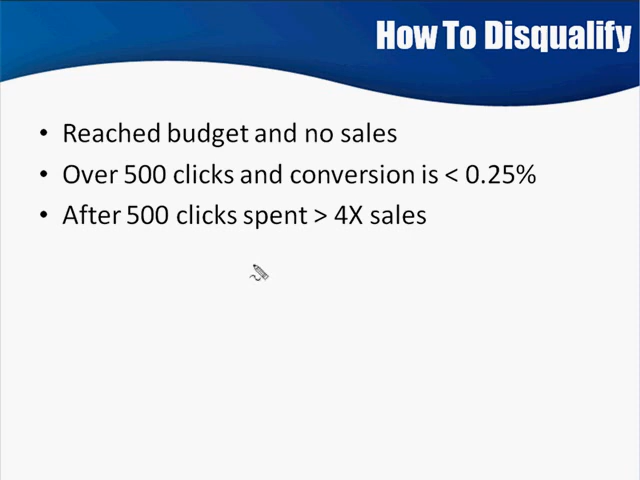 How To Disqualify
• Reached budget and no sales
• Over 500 clicks and conversion is < 0.25%
• After 500 clicks spent > 4X sales